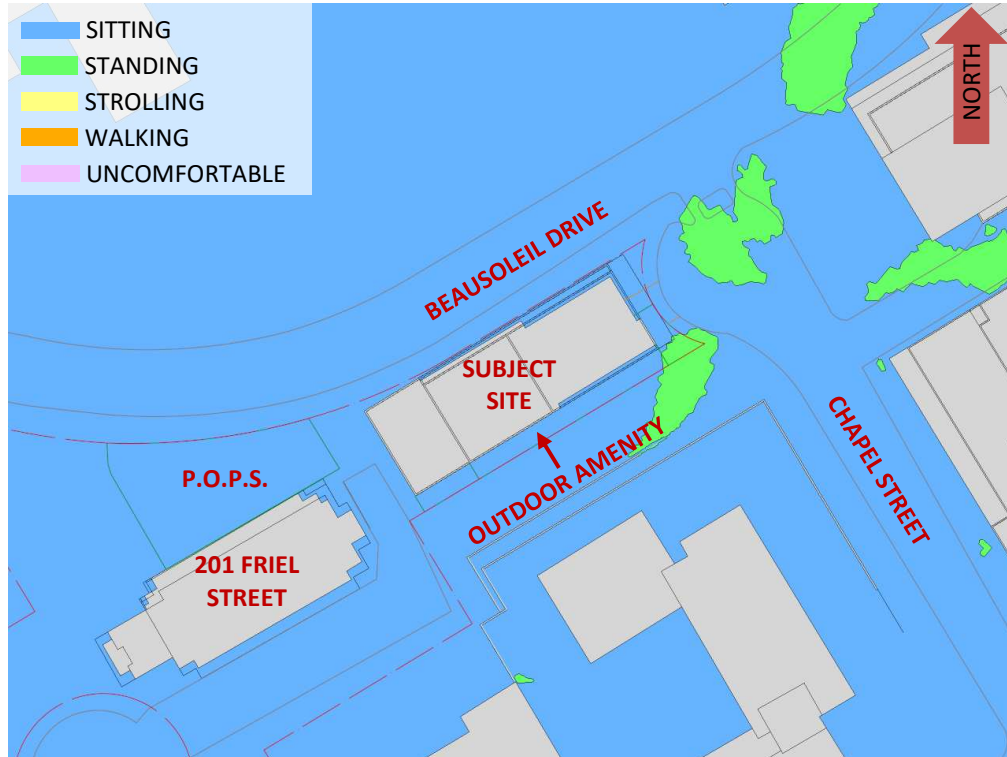 SITTING
STANDING
STROLLING
WALKING
UNCOMFORTABLE
NORTH
BEAUSOLEIL DRIVE
SUBJECT
SITE
OUTDOOR AMENITY
CHAPEL STREET
P.O.P.S.
201 FRIEL
STREET